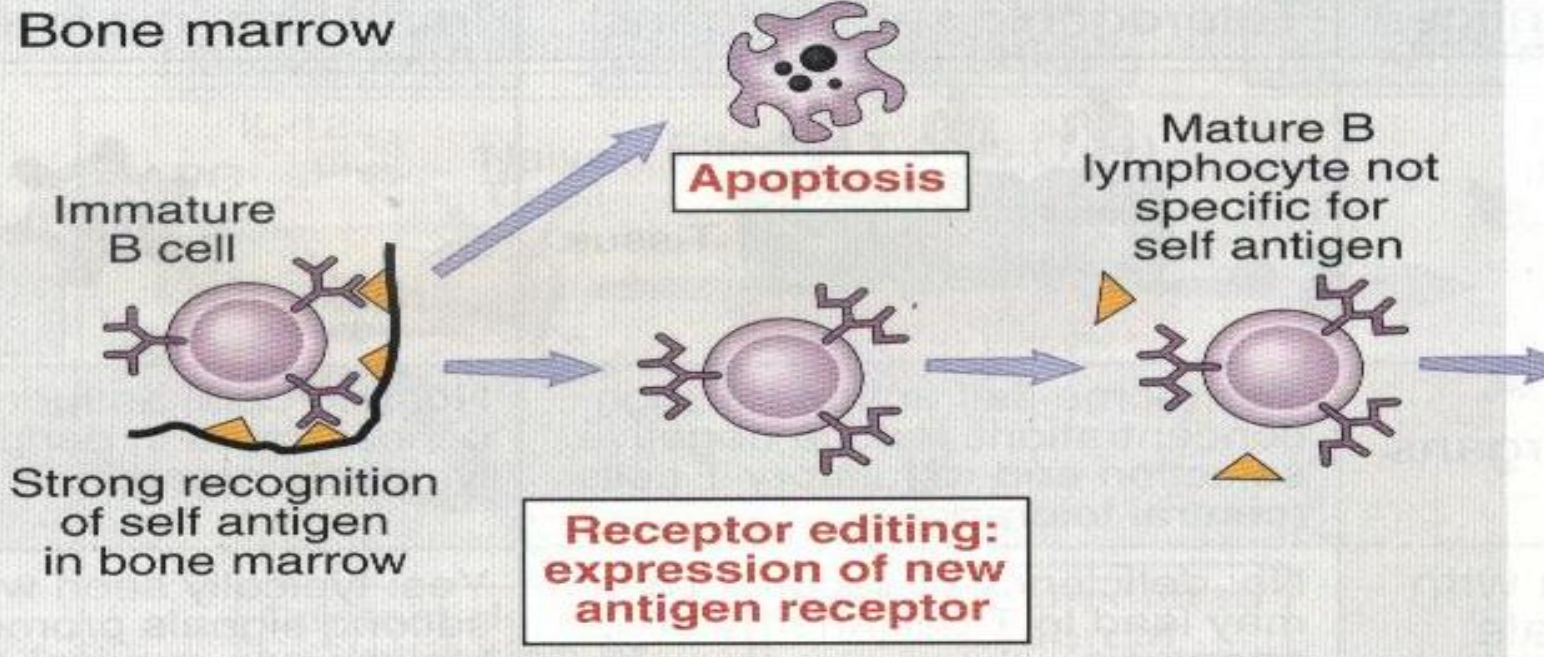 Bone marrow
Apoptosis
Mature B
lymphocyte not
specific for
self antigen
Immature
B cell
Strong recognition
of self antigen
in bone marrow
Receptor editing:
expression of new
antigen receptor